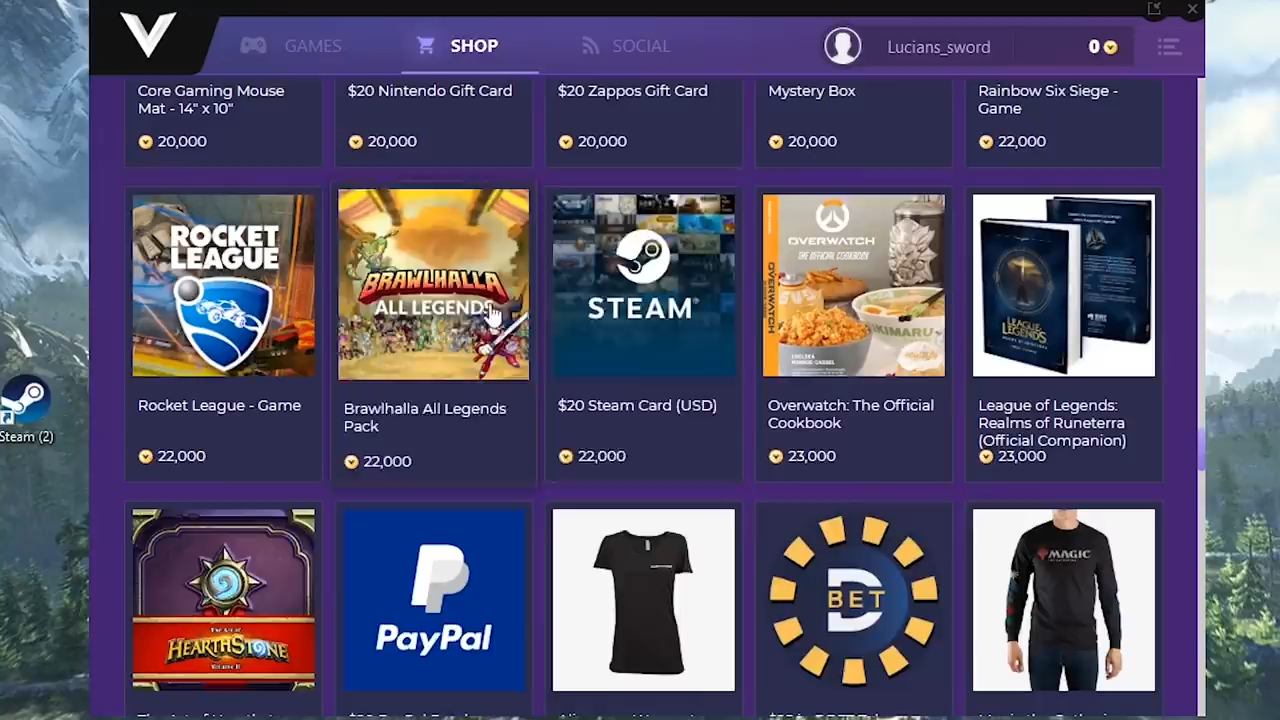 GAMES
SHOP
SOCIAL
Lucians_sword
0
Core Gaming Mouse
Mat - 14" x 10"
20,000
$20 Nintendo Gift Card
20,000
$20 Zappos Gift Card
20,000
Mystery Box
20,000
Rainbow Six Siege -
Game
22,000
ROCKET
LEAGUE
Rocket League - Game
22,000
BRAWLHALLA
ALL LEGENDS
Brawlhalla All Legends
Pack
22,000
STEAM
$20 Steam Card (USD)
22,000
OVERWATCH
THE OFFICIAL COOKBOOK
OVERWATCH
Overwatch: The Official
Cookbook
23,000
LEAGUE
LEGENDS
League of Legends:
Realms of Runeterra
(Official Companion)
23,000
Steam (2)
HEARTHSTONE
PayPal
D
BET
MAGIC